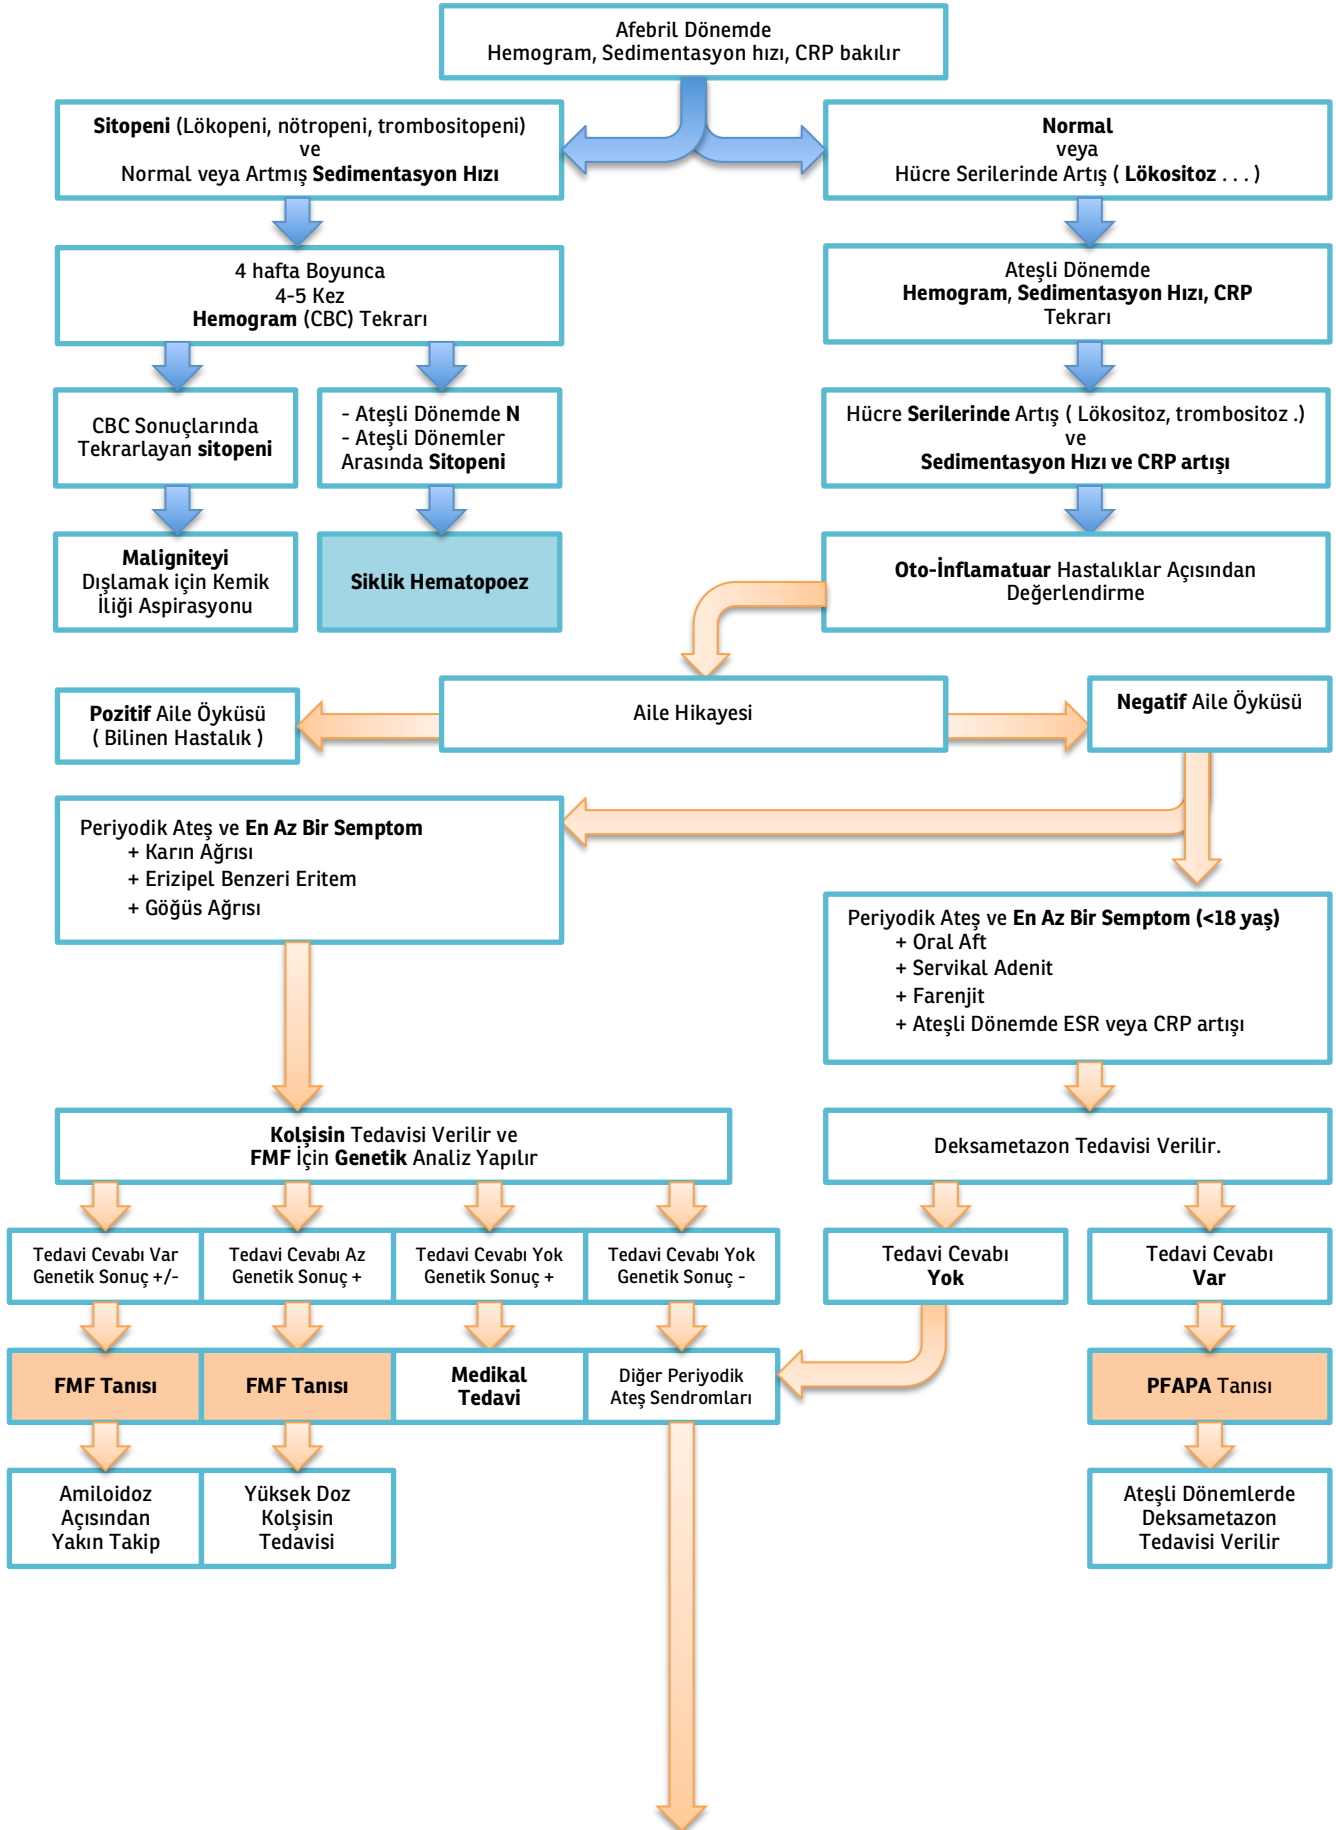 Afebril Dönemde
Hemogram, Sedimentasyon hızı, CRP bakılır
Sitopeni (Lökopeni, nötropeni, trombositopeni)
ve
Normal veya Artmış Sedimentasyon Hızı
Normal
veya
Hücre Serilerinde Artış ( Lökositoz . . . )
4 hafta Boyunca
4-5 Kez
Hemogram (CBC) Tekrarı
Ateşli Dönemde
Hemogram, Sedimentasyon Hızı, CRP
Tekrarı
CBC Sonuçlarında
Tekrarlayan sitopeni
- Ateşli Dönemde N
- Ateşli Dönemler
Arasında Sitopeni
Hücre Serilerinde Artış ( Lökositoz, trombositoz .)
ve
Sedimentasyon Hızı ve CRP artışı
Maligniteyi
Dışlamak için Kemik
İliği Aspirasyonu
Siklik Hematopoez
Oto-İnflamatuar Hastalıklar Açısından
Değerlendirme
Pozitif Aile Öyküsü
( Bilinen Hastalık )
Aile Hikayesi
Negatif Aile Öyküsü
Periyodik Ateş ve En Az Bir Semptom
+ Karın Ağrısı
+ Erizipel Benzeri Eritem
+ Göğüs Ağrısı
Periyodik Ateş ve En Az Bir Semptom (<18 yaş)
+ Oral Aft
+ Servikal Adenit
+ Farenjit
+ Ateşli Dönemde ESR veya CRP artışı
Kolşisin Tedavisi Verilir ve
FMF İçin Genetik Analiz Yapılır
Deksametazon Tedavisi Verilir.
Tedavi Cevabı Var
Genetik Sonuç +/-
Tedavi Cevabı Az
Genetik Sonuç +
Tedavi Cevabı Yok
Genetik Sonuç +
Tedavi Cevabı Yok
Genetik Sonuç -
Tedavi Cevabı
Yok
Tedavi Cevabı
Var
FMF Tanısı
FMF Tanısı
Medikal
Tedavi
Diğer Periyodik
Ateş Sendromları
PFAPA Tanısı
Amiloidoz
Açısından
Yakın Takip
Yüksek Doz
Kolşisin
Tedavisi
Ateşli Dönemlerde
Deksametazon
Tedavisi Verilir